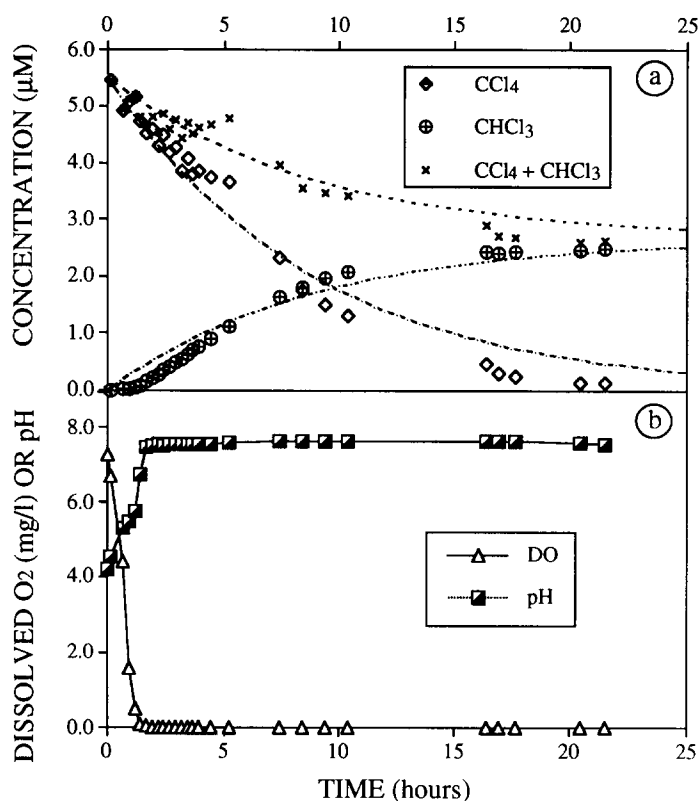 0 5 10 15 20 25
6.0
5.0
4.0
3.0
2.0
1.0
0.0
CONCENTRATION (µM)
a
CCl4
CHCl3
CCl4 + CHCl3
b
8.0
6.0
4.0
2.0
0.0
DISSOLVED O2 (mg/l) OR pH
DO
pH
0 5 10 15 20 25
TIME (hours)